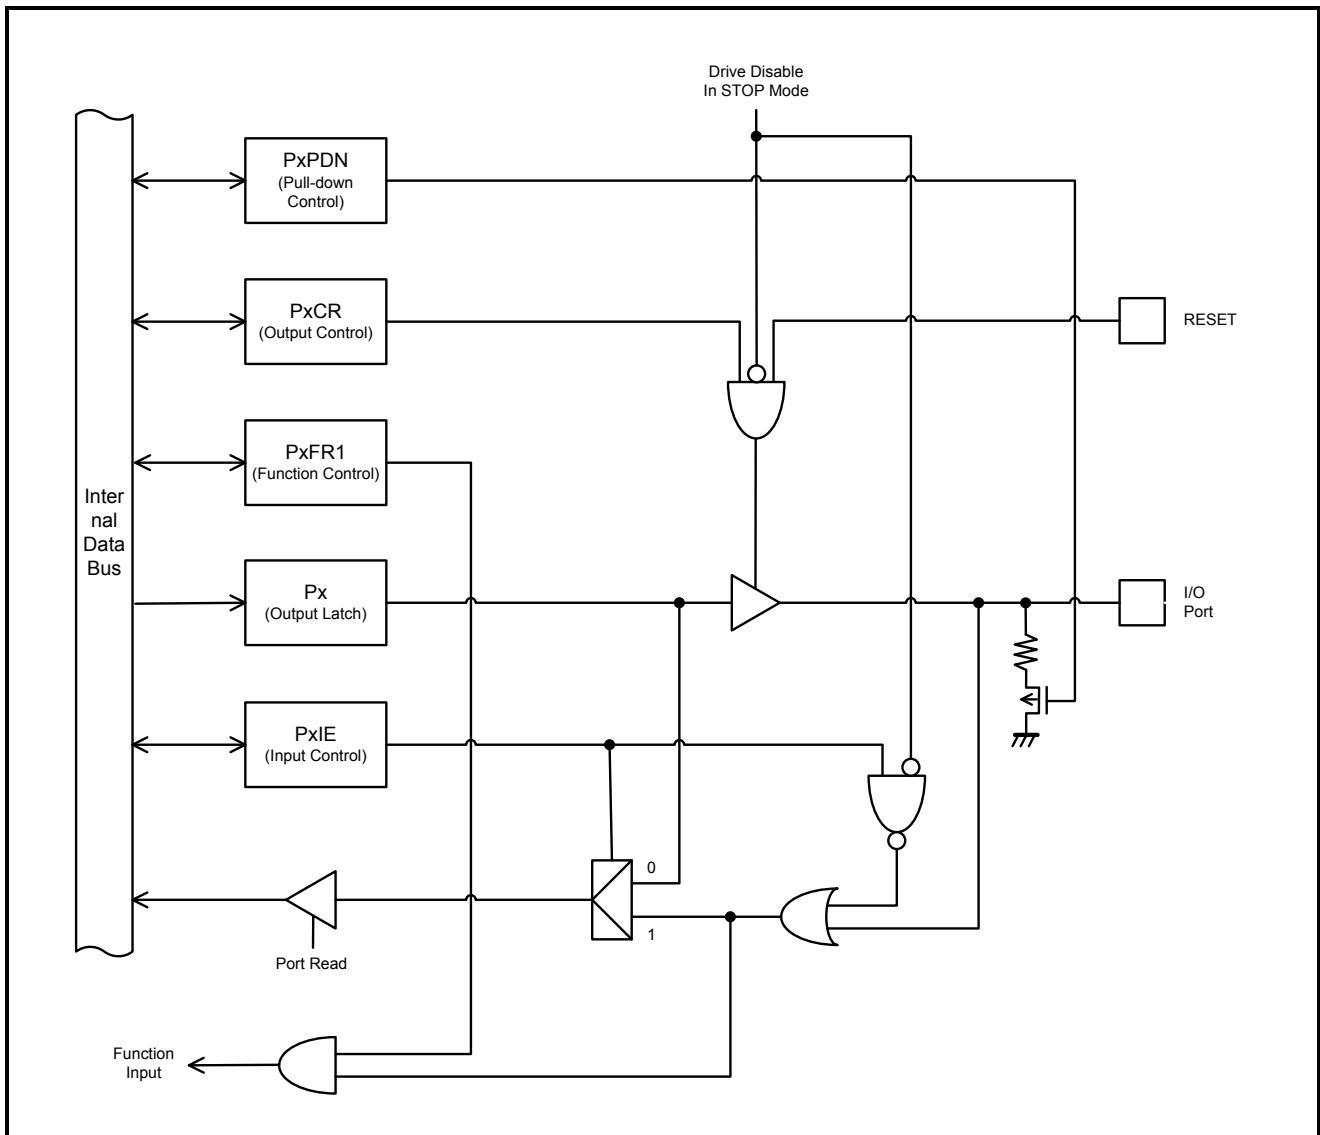 Drive Disable
In STOP Mode
PxPDN
(Pull-down
Control)
PxCR
(Output Control)
RESET
PxFR1
(Function Control)
Inter
nal
Data
Bus
Px
(Output Latch)
I/O
Port
PxIE
(Input Control)
0
1
Port Read
Function
Input